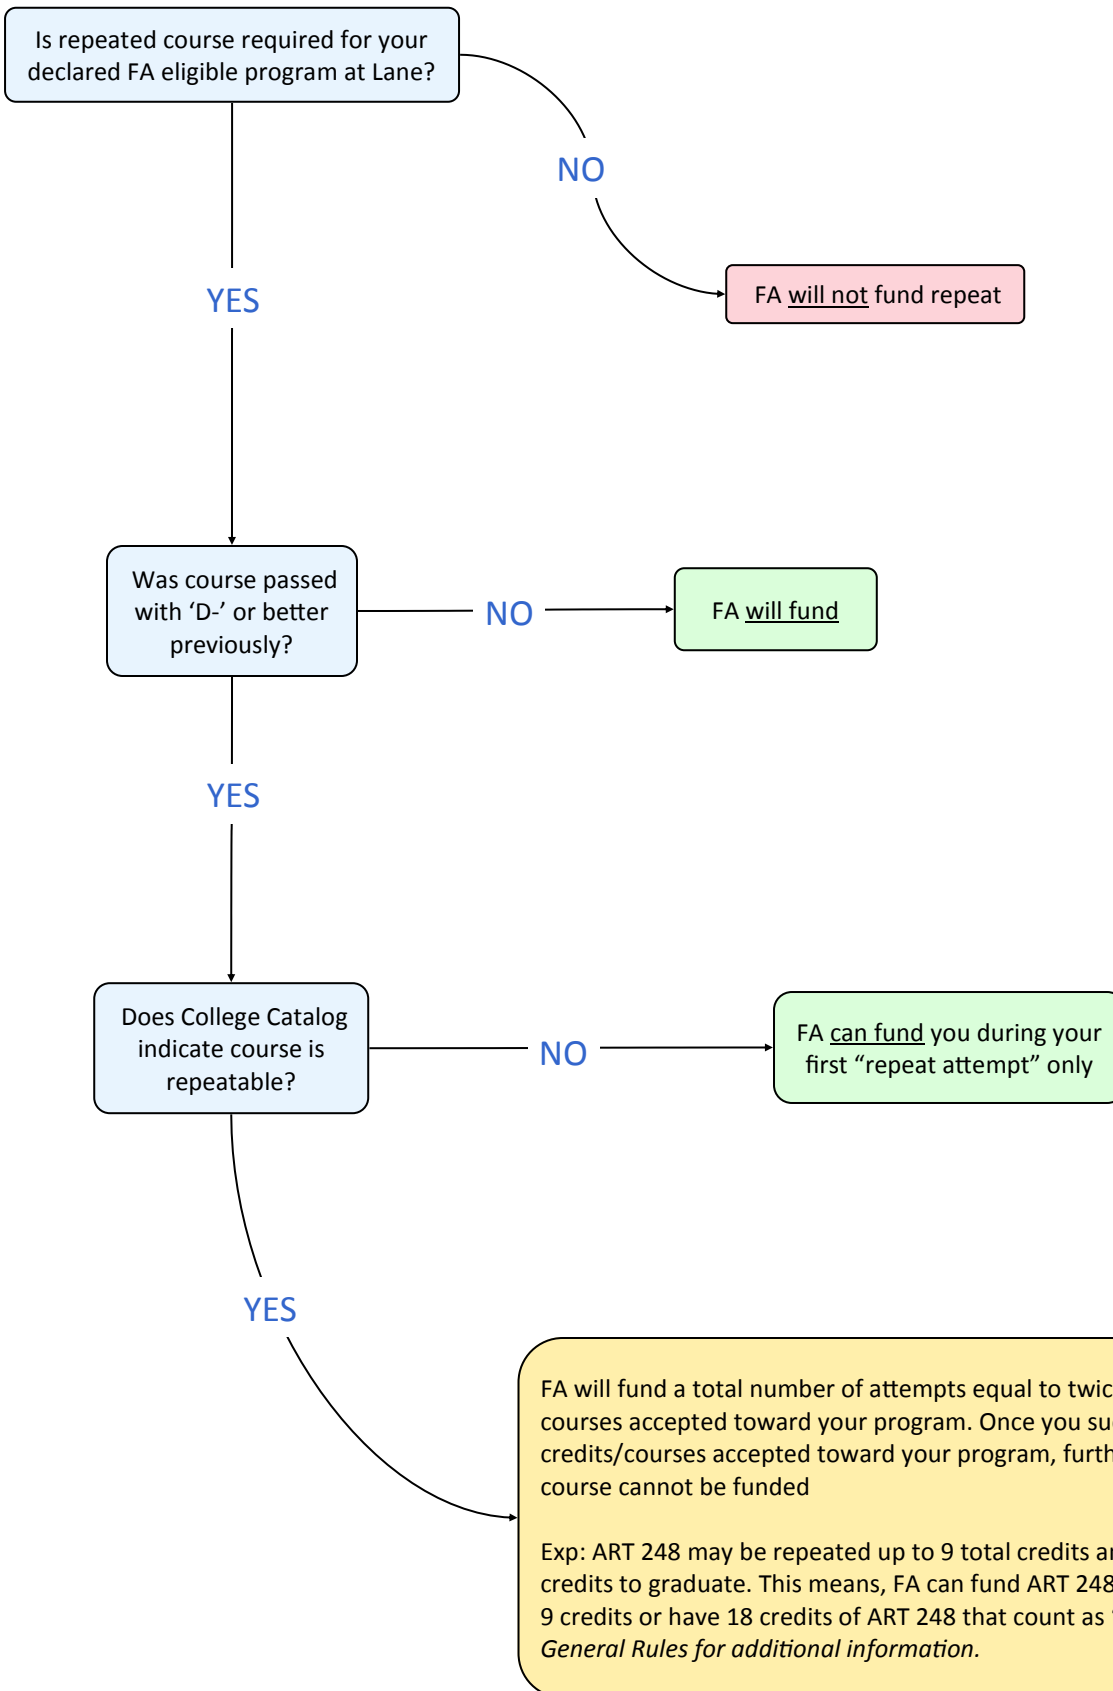 Is repeated course required for your
declared FA eligible program at Lane?
NO
YES
FA will not fund repeat
Was course passed
with ‘D-’ or better
previously?
NO
FA will fund
YES
Does College Catalog
indicate course is
repeatable?
NO
FA can fund you during your
first “repeat attempt” only
YES
FA will fund a total number of attempts equal to
courses accepted toward your program. Once you
credits/courses accepted toward your program,
course cannot be funded
Exp: ART 248 may be repeated up to 9 total credits
credits to graduate. This means, FA can fund ART 248
9 credits or have 18 credits of ART 248 that count as
General Rules for additional information.